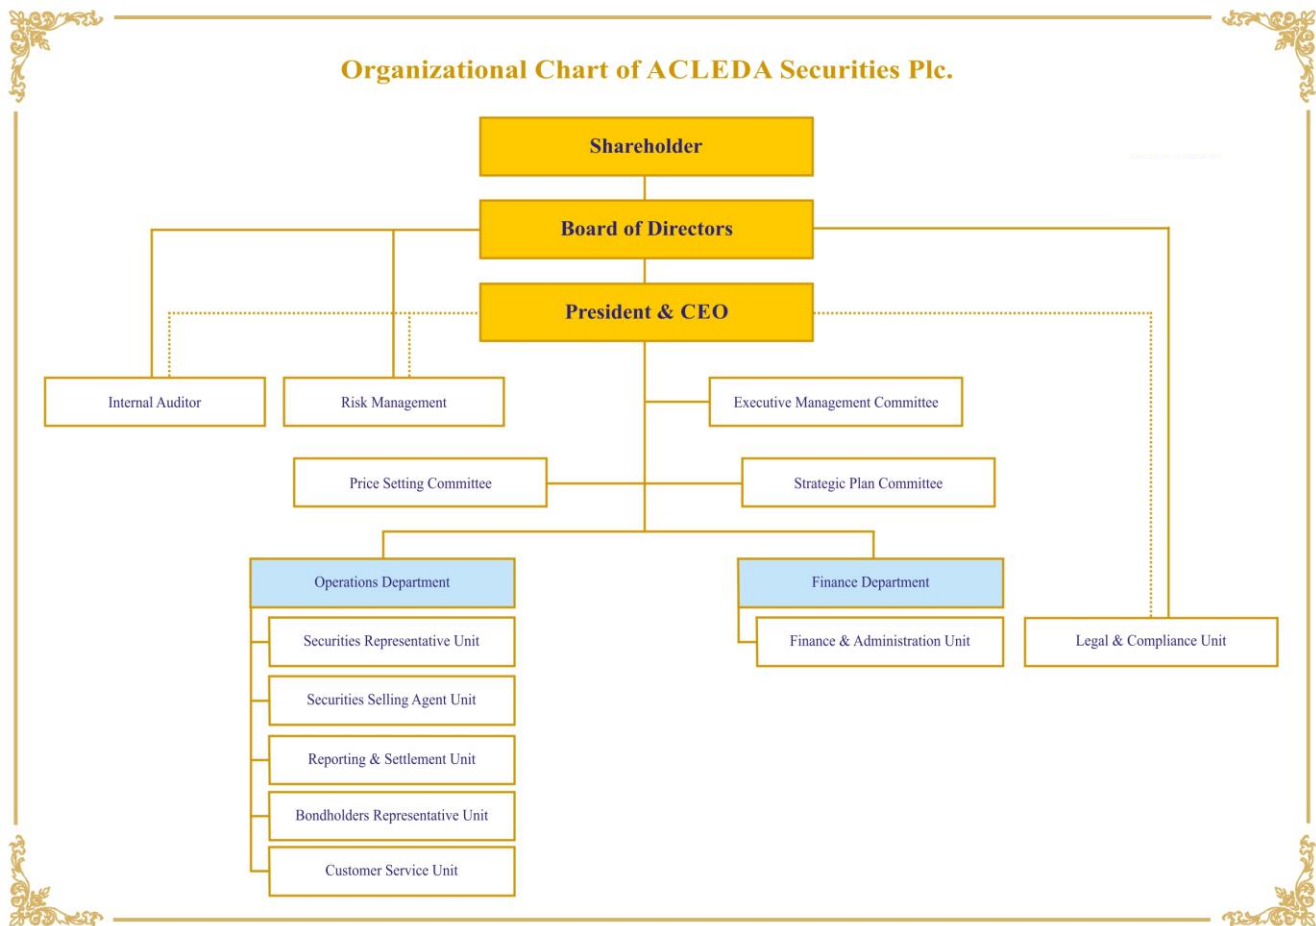 Organizational Chart of ACLEDA Securities Plc.
Shareholder
Board of Directors
President & CEO
Internal Auditor
Risk Management
Executive Management Committee
Price Setting Committee
Strategic Plan Committee
Operations Department
Finance Department
Securities Representative Unit
Finance & Administration Unit
Legal & Compliance Unit
Securities Selling Agent Unit
Reporting & Settlement Unit
Bondholders Representative Unit
Customer Service Unit